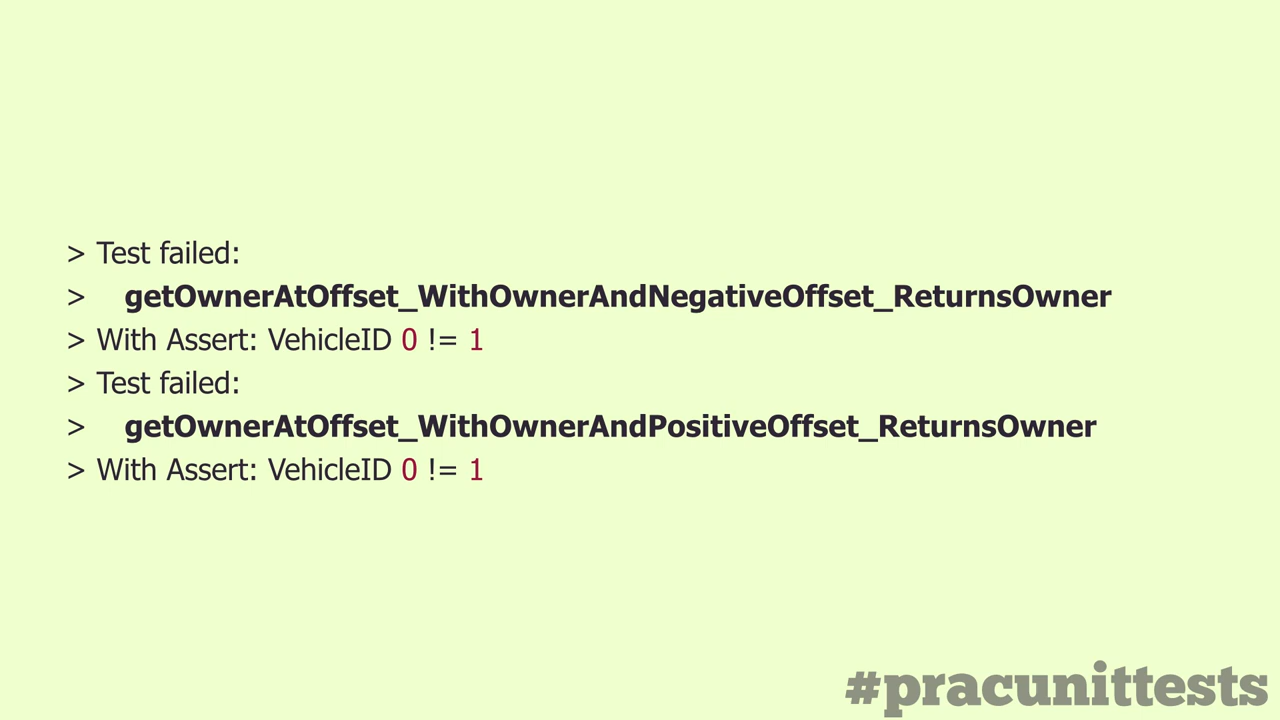 > Test failed:
> getOwnerAtOffset_WithOwnerAndNegativeOffset_ReturnsOwner
> With Assert: VehicleID 0 != 1
> Test failed:
> getOwnerAtOffset_WithOwnerAndPositiveOffset_ReturnsOwner
> With Assert: VehicleID 0 != 1
#pracunittests